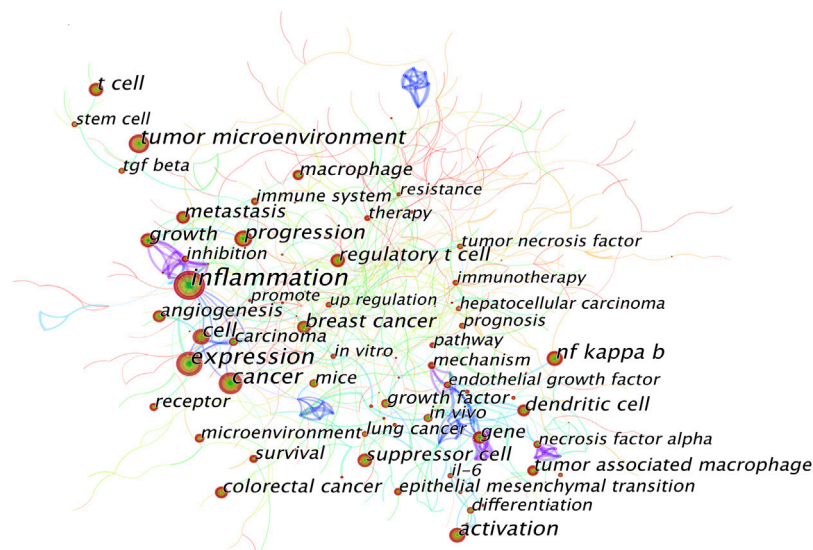 t cell
stem cell
tumor microenvironment
tgf beta
macrophage
resistance
immune system
metastasis
therapy
growth
progression
tumor necrosis factor
inhibition
regulatory t cell
inflammation
immunotherapy
promote
up regulation
hepatocellular carcinoma
angiogenesis
breast cancer
prognosis
cell
carcinoma
pathway
expression
in vitro
mechanism
nf kappa b
cancer
mice
endothelial growth factor
receptor
growth factor
dendritic cell
in vivo
microenvironment
lung cancer
gene
necrosis factor alpha
survival
suppressor cell
il-6
tumor associated macrophage
colorectal cancer
epithelial mesenchymal transition
differentiation
activation